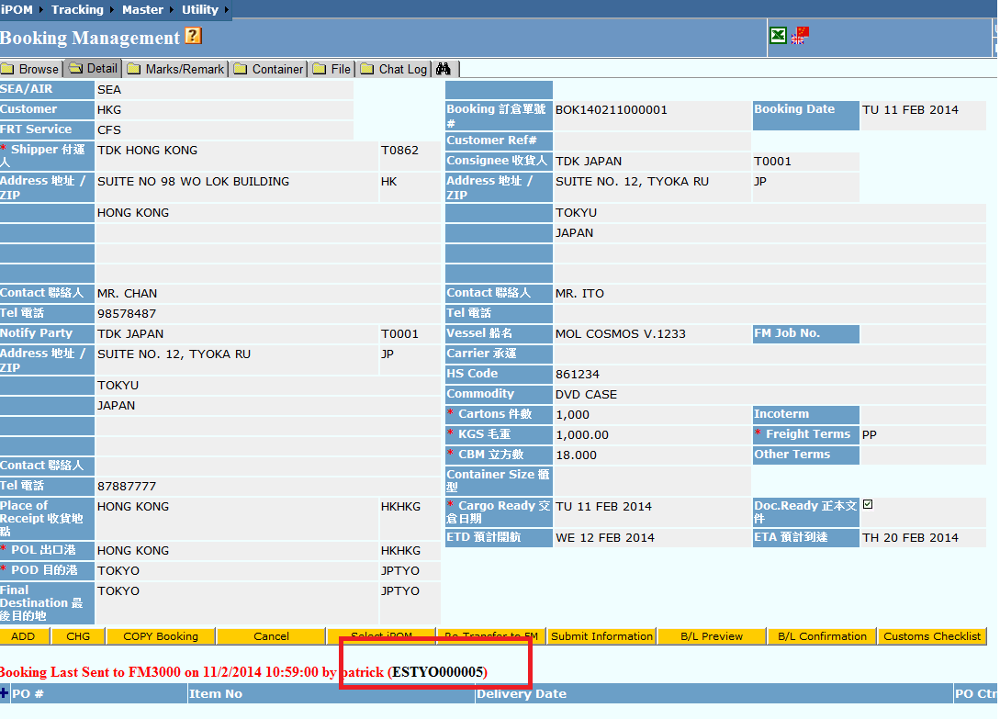 iPOM Tracking Master Utility
Booking Management ?
Browse Detail Marks/Remark Container File Chat Log
SEA/AIR SEA
Customer HKG
FRT Service CFS
* Shipper 付運人 TDK HONG KONG T0862
Address 地址 / ZIP SUITE NO 98 WO LOK BUILDING HK
HONG KONG
Contact 聯絡人 MR. CHAN
Tel 電話 98578487
Notify Party TDK JAPAN T0001
Address 地址 / ZIP SUITE NO. 12, TYOKA RU JP
TOKYU
JAPAN
Contact 聯絡人
Tel 電話 87887777
Place of Receipt 收貨地點 HONG KONG HKHKG
* POL 出口港 HONG KONG HKHKG
* POD 目的港 TOKYO JPTYO
Final Destination 最後目的地 TOKYO JPTYO
Booking 訂倉單號 # BOK140211000001 Booking Date TU 11 FEB 2014
Customer Ref#
Consignee 收貨人 TDK JAPAN T0001
Address 地址 / ZIP SUITE NO. 12, TYOKA RU JP
TOKYU
JAPAN
Contact 聯絡人 MR. ITO
Tel 電話
Vessel 船名 MOL COSMOS V.1233 FM Job No.
Carrier 承運
HS Code 861234
Commodity DVD CASE
* Cartons 件數 1,000 Incoterm
* KGS 毛重 1,000.00 * Freight Terms PP
* CBM 立方數 18.000 Other Terms
Container Size 櫃型
* Cargo Ready 交倉日期 TU 11 FEB 2014 Doc.Ready 正本文件
ETD 預計開航 WE 12 FEB 2014 ETA 預計到達 TH 20 FEB 2014
ADD CHG COPY Booking Cancel Select iPOM Re-Transfer to FM Submit Information B/L Preview B/L Confirmation Customs Checklist
Booking Last Sent to FM3000 on 11/2/2014 10:59:00 by patrick (ESTYO000005)
PO # Item No Delivery Date PO Ctr